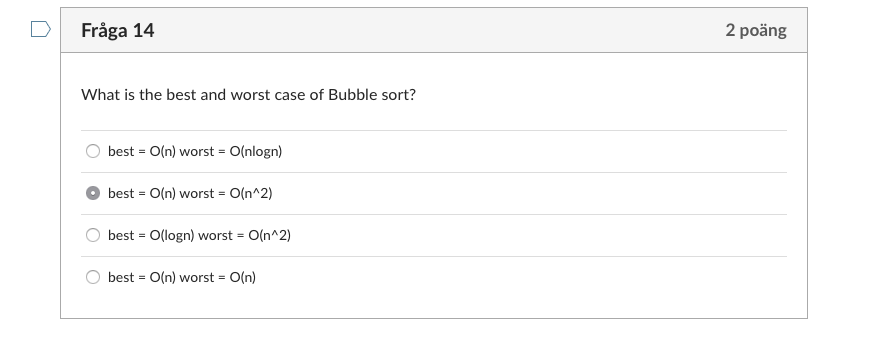 Fråga 14
2 poäng
What is the best and worst case of Bubble sort?
best = O(n) worst = O(nlogn)
best = O(n) worst = O(n^2)
best = O(logn) worst = O(n^2)
best = O(n) worst = O(n)